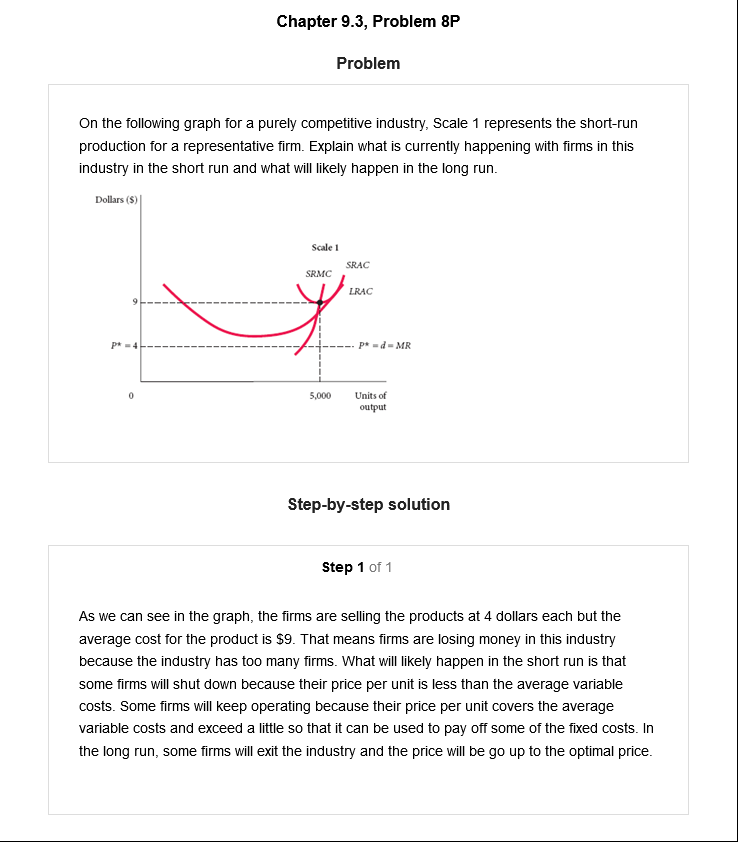 Chapter 9.3, Problem 8P
Problem
On the following graph for a purely competitive industry, Scale 1 represents the short-run
production for a representative firm. Explain what is currently happening with firms in this
industry in the short run and what will likely happen in the long run.
Dollars ($)
Scale 1
SRAC
SRMC
LRAC
9
P* = 4
P* = d = MR
0
5,000
Units of
output
Step-by-step solution
Step 1 of 1
As we can see in the graph, the firms are selling the products at 4 dollars each but the
average cost for the product is $9. That means firms are losing money in this industry
because the industry has too many firms. What will likely happen in the short run is that
some firms will shut down because their price per unit is less than the average variable
costs. Some firms will keep operating because their price per unit covers the average
variable costs and exceed a little so that it can be used to pay off some of the fixed costs. In
the long run, some firms will exit the industry and the price will be go up to the optimal price.